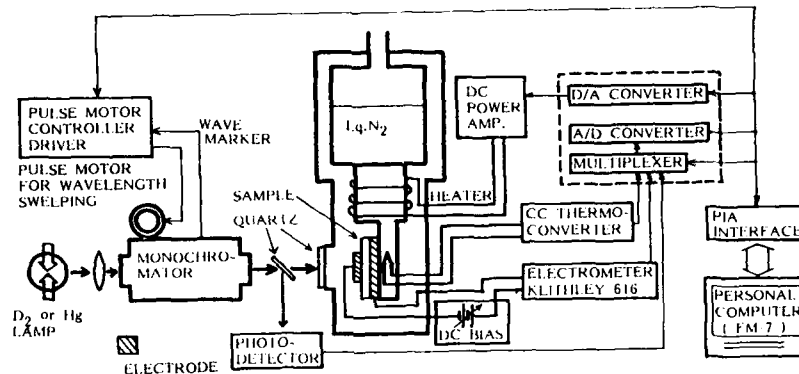 PULSE MOTOR
CONTROLLER
DRIVER
WAVE
MARKER
PULSE MOTOR
FOR WAVELENGTH
SWELPING
Lq.N2
DC
POWER
AMP.
D/A CONVERTER
A/D CONVERTER
MULTIPLEXER
HEATER
SAMPLE
QUARTZ
CC THERMO-
CONVERTER
PIA
INTERFACE
MONOCHRO-
MATOR
ELECTROMETER
KEITHLEY 616
D2 or Hg
LAMP
DC BIAS
PERSONAL
COMPUTER
( FM-7 )
ELECTRODE
PHOTO-
DETECTOR